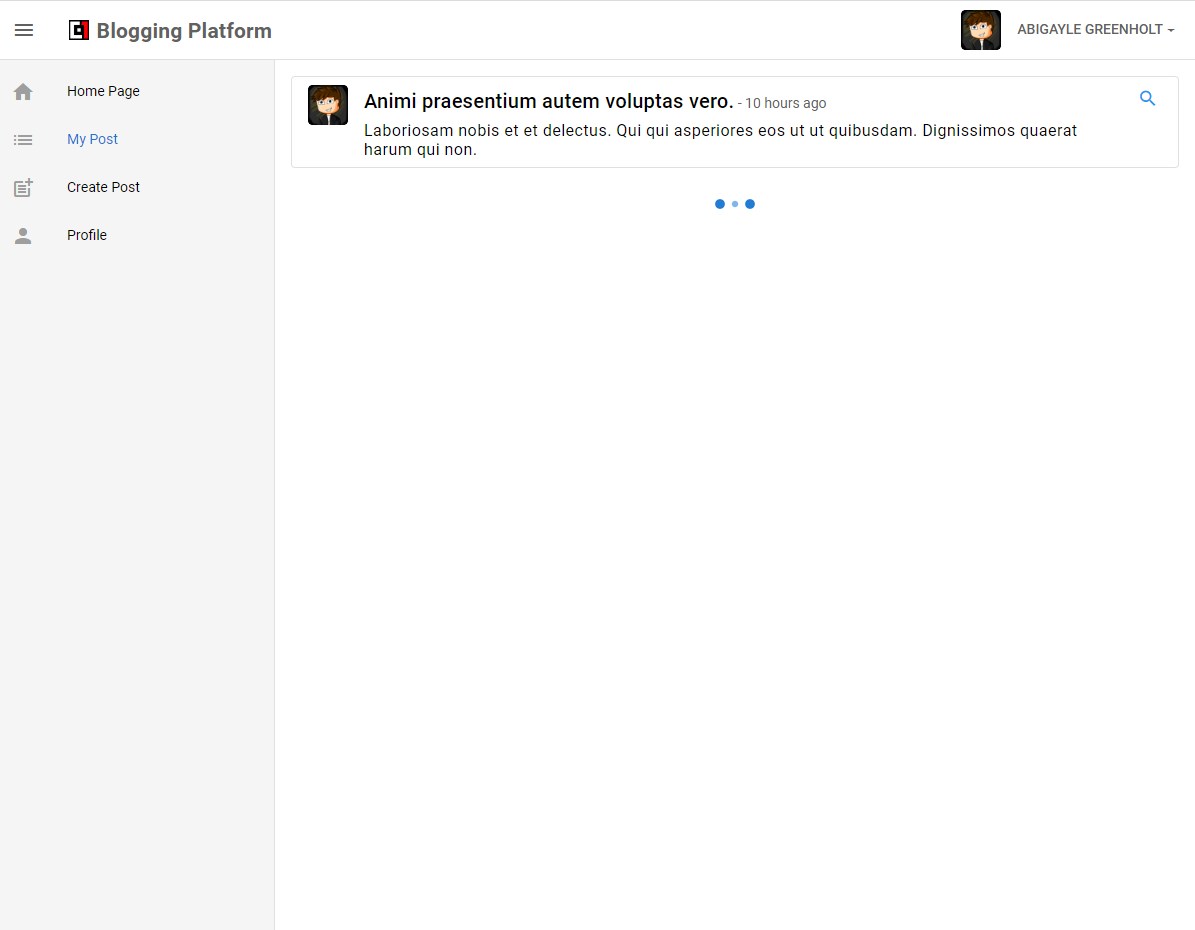 Blogging Platform
ABIGAYLE GREENHOLT
Home Page
My Post
Create Post
Profile
Animi praesentium autem voluptas vero. - 10 hours ago
Laboriosam nobis et et delectus. Qui qui asperiores eos ut ut quibusdam. Dignissimos quaerat
harum qui non.